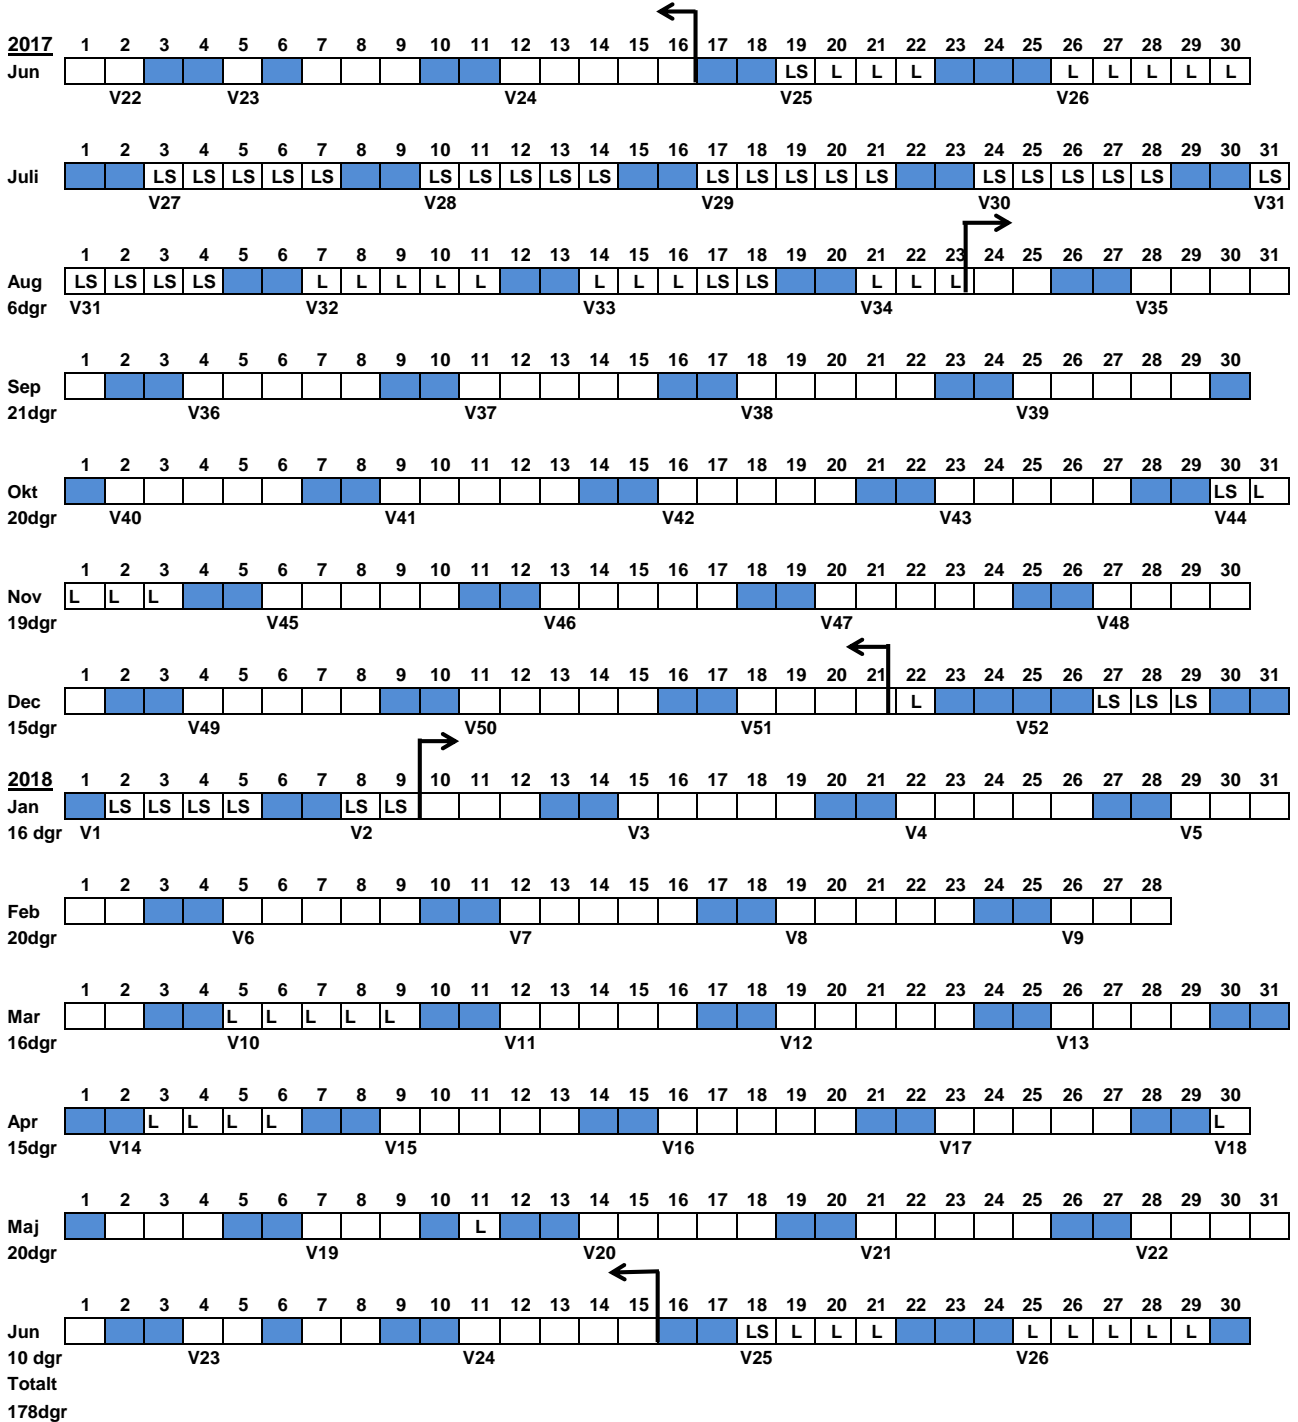 2017 1 2 3 4 5 6 7 8 9 10 11 12 13 14 15 16 17 18 19 20 21 22 23 24 25 26 27 28 29 30
Jun LS L L L L L L L L
V22 V23 V24 V25 V26
1 2 3 4 5 6 7 8 9 10 11 12 13 14 15 16 17 18 19 20 21 22 23 24 25 26 27 28 29 30 31
Juli LS LS LS LS LS LS LS LS LS LS LS LS LS LS LS LS LS LS LS LS LS
V27 V28 V29 V30 V31
1 2 3 4 5 6 7 8 9 10 11 12 13 14 15 16 17 18 19 20 21 22 23 24 25 26 27 28 29 30 31
Aug LS LS LS LS L L L L L L L L LS LS L L L
6dgr V31 V32 V33 V34 V35
1 2 3 4 5 6 7 8 9 10 11 12 13 14 15 16 17 18 19 20 21 22 23 24 25 26 27 28 29 30
Sep
21dgr V36 V37 V38 V39
1 2 3 4 5 6 7 8 9 10 11 12 13 14 15 16 17 18 19 20 21 22 23 24 25 26 27 28 29 30 31
Okt LS L
20dgr V40 V41 V42 V43 V44
1 2 3 4 5 6 7 8 9 10 11 12 13 14 15 16 17 18 19 20 21 22 23 24 25 26 27 28 29 30
Nov L L L
19dgr V45 V46 V47 V48
1 2 3 4 5 6 7 8 9 10 11 12 13 14 15 16 17 18 19 20 21 22 23 24 25 26 27 28 29 30 31
Dec L LS LS LS
15dgr V49 V50 V51 V52
2018 1 2 3 4 5 6 7 8 9 10 11 12 13 14 15 16 17 18 19 20 21 22 23 24 25 26 27 28 29 30 31
Jan LS LS LS LS LS LS
16 dgr V1 V2 V3 V4 V5
1 2 3 4 5 6 7 8 9 10 11 12 13 14 15 16 17 18 19 20 21 22 23 24 25 26 27 28
Feb
20dgr V6 V7 V8 V9
1 2 3 4 5 6 7 8 9 10 11 12 13 14 15 16 17 18 19 20 21 22 23 24 25 26 27 28 29 30 31
Mar L L L L L
16dgr V10 V11 V12 V13
1 2 3 4 5 6 7 8 9 10 11 12 13 14 15 16 17 18 19 20 21 22 23 24 25 26 27 28 29 30
Apr L L L L L
15dgr V14 V15 V16 V17 V18
1 2 3 4 5 6 7 8 9 10 11 12 13 14 15 16 17 18 19 20 21 22 23 24 25 26 27 28 29 30 31
Maj L
20dgr V19 V20 V21 V22
1 2 3 4 5 6 7 8 9 10 11 12 13 14 15 16 17 18 19 20 21 22 23 24 25 26 27 28 29 30
Jun LS L L L L L L L L
10 dgr V23 V24 V25 V26
Totalt
178dgr